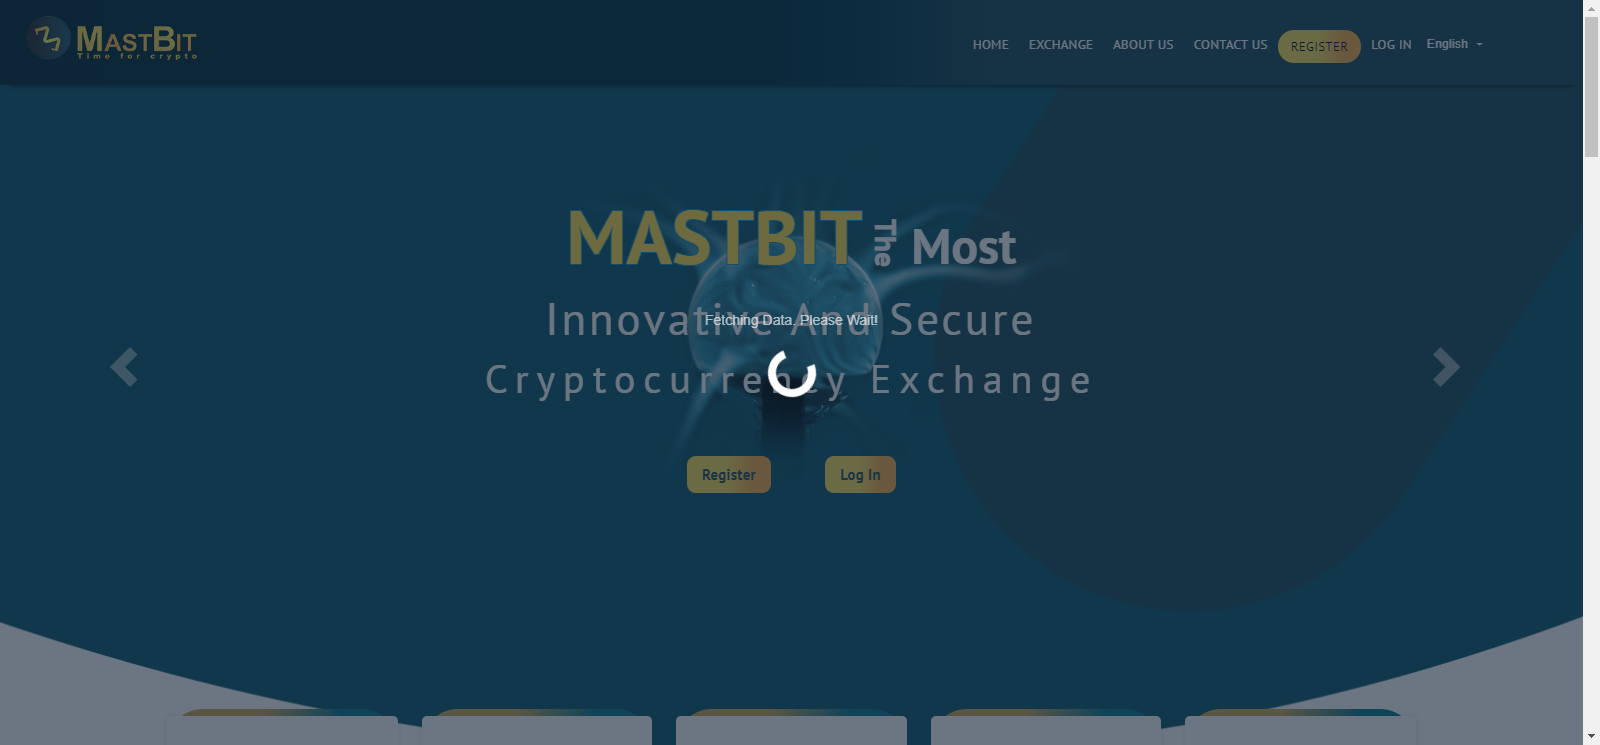 MASTBIT
Time for crypto
HOME EXCHANGE ABOUT US CONTACT US REGISTER LOG IN English
MASTBIT The Most
Innovative And Secure
Fetching Data. Please Wait!
Cryptocurrency Exchange
Register Log In